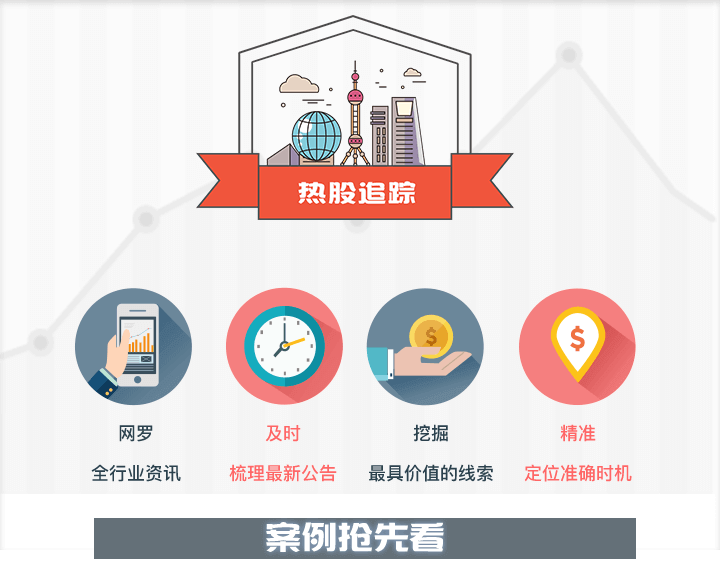 热股追踪
网罗
及时
挖掘
精准
全行业资讯
梳理最新公告
最具价值的线索
定位准确时机
案例抢先看